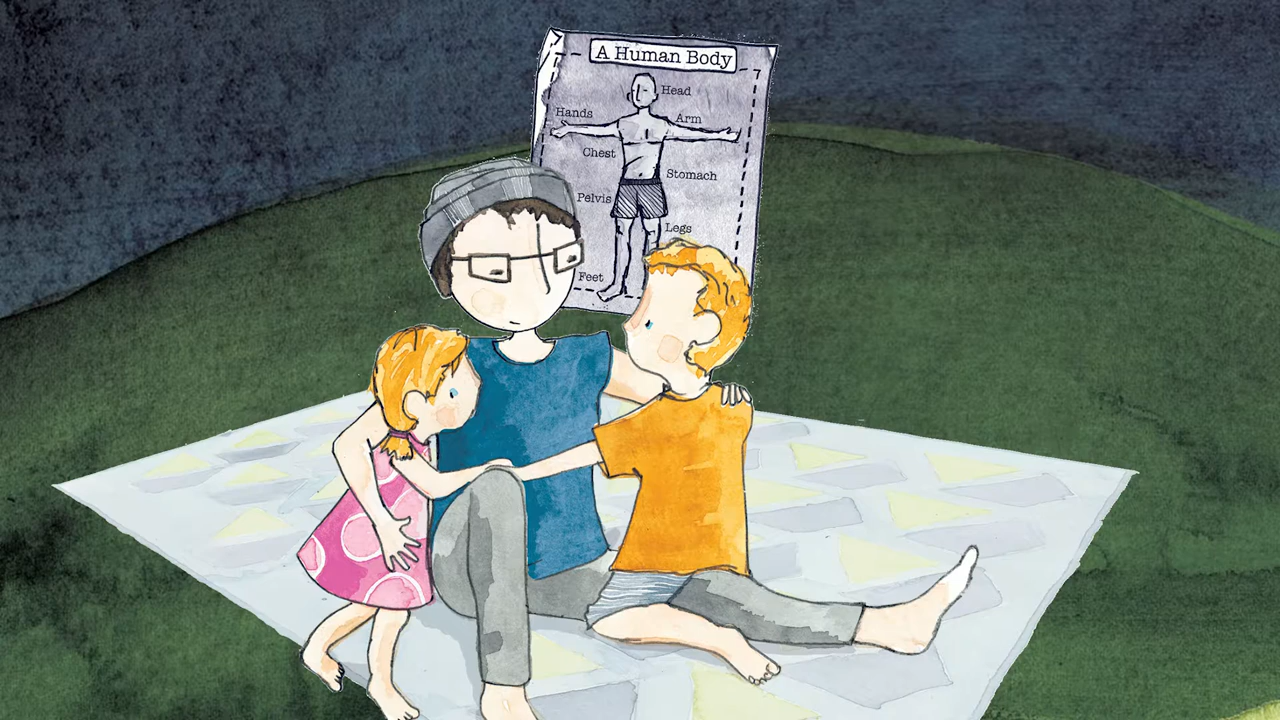 A Human Body
Head
Hands
Arm
Chest
Stomach
Pelvis
Legs
Feet